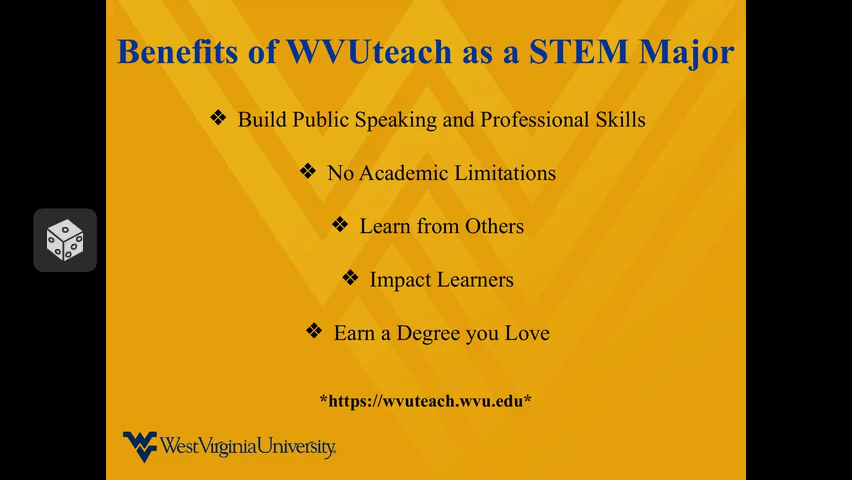 Benefits of WVUteach as a STEM Major
❖ Build Public Speaking and Professional Skills
❖ No Academic Limitations
❖ Learn from Others
❖ Impact Learners
❖ Earn a Degree you Love
*https://wvuteach.wvu.edu*
WestVirginiaUniversity.